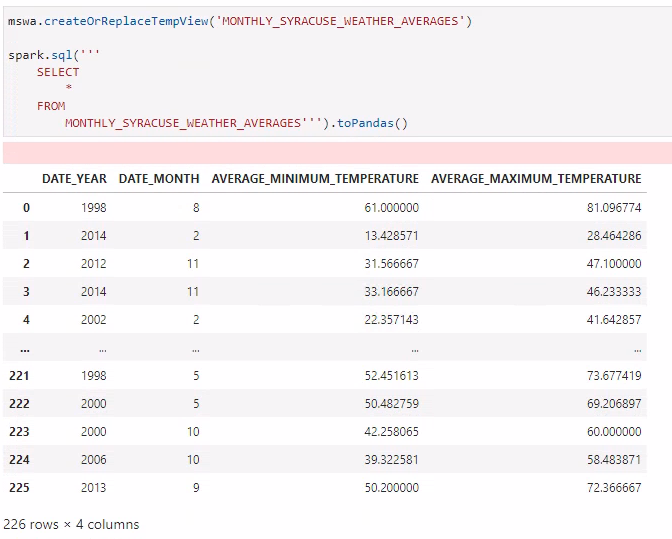 mswa.createOrReplaceTempView('MONTHLY_SYRACUSE_WEATHER_AVERAGES')
spark.sql('''
SELECT
*
FROM
MONTHLY_SYRACUSE_WEATHER_AVERAGES''').toPandas()
DATE_YEAR DATE_MONTH AVERAGE_MINIMUM_TEMPERATURE AVERAGE_MAXIMUM_TEMPERATURE
0 1998 8 61.000000 81.096774
1 2014 2 13.428571 28.464286
2 2012 11 31.566667 47.100000
3 2014 11 33.166667 46.233333
4 2002 2 22.357143 41.642857
... ... ... ... ...
221 1998 5 52.451613 73.677419
222 2000 5 50.482759 69.206897
223 2000 10 42.258065 60.000000
224 2006 10 39.322581 58.483871
225 2013 9 50.200000 72.366667
226 rows × 4 columns